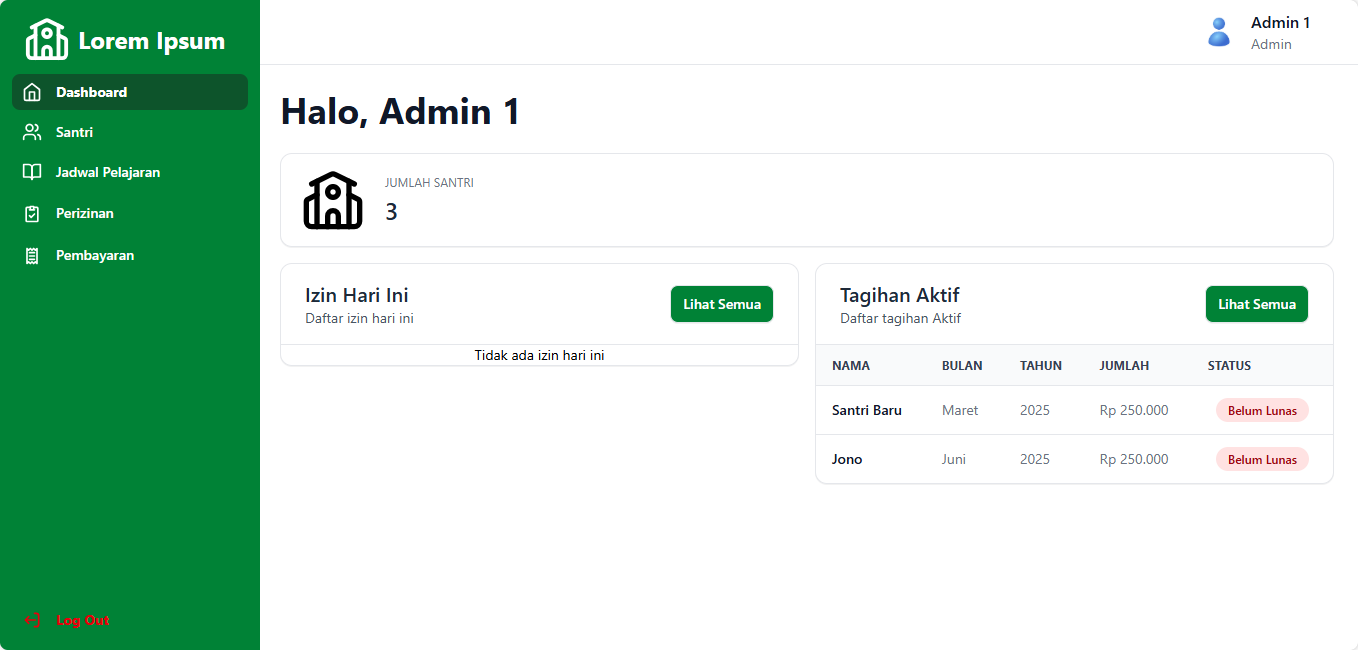 Lorem Ipsum
Dashboard
Santri
Jadwal Pelajaran
Perizinan
Pembayaran
Log Out
Admin 1
Admin
Halo, Admin 1
JUMLAH SANTRI
3
Izin Hari Ini
Daftar izin hari ini
Lihat Semua
Tidak ada izin hari ini
Tagihan Aktif
Daftar tagihan Aktif
Lihat Semua
NAMA BULAN TAHUN JUMLAH STATUS
Santri Baru Maret 2025 Rp 250.000 Belum Lunas
Jono Juni 2025 Rp 250.000 Belum Lunas